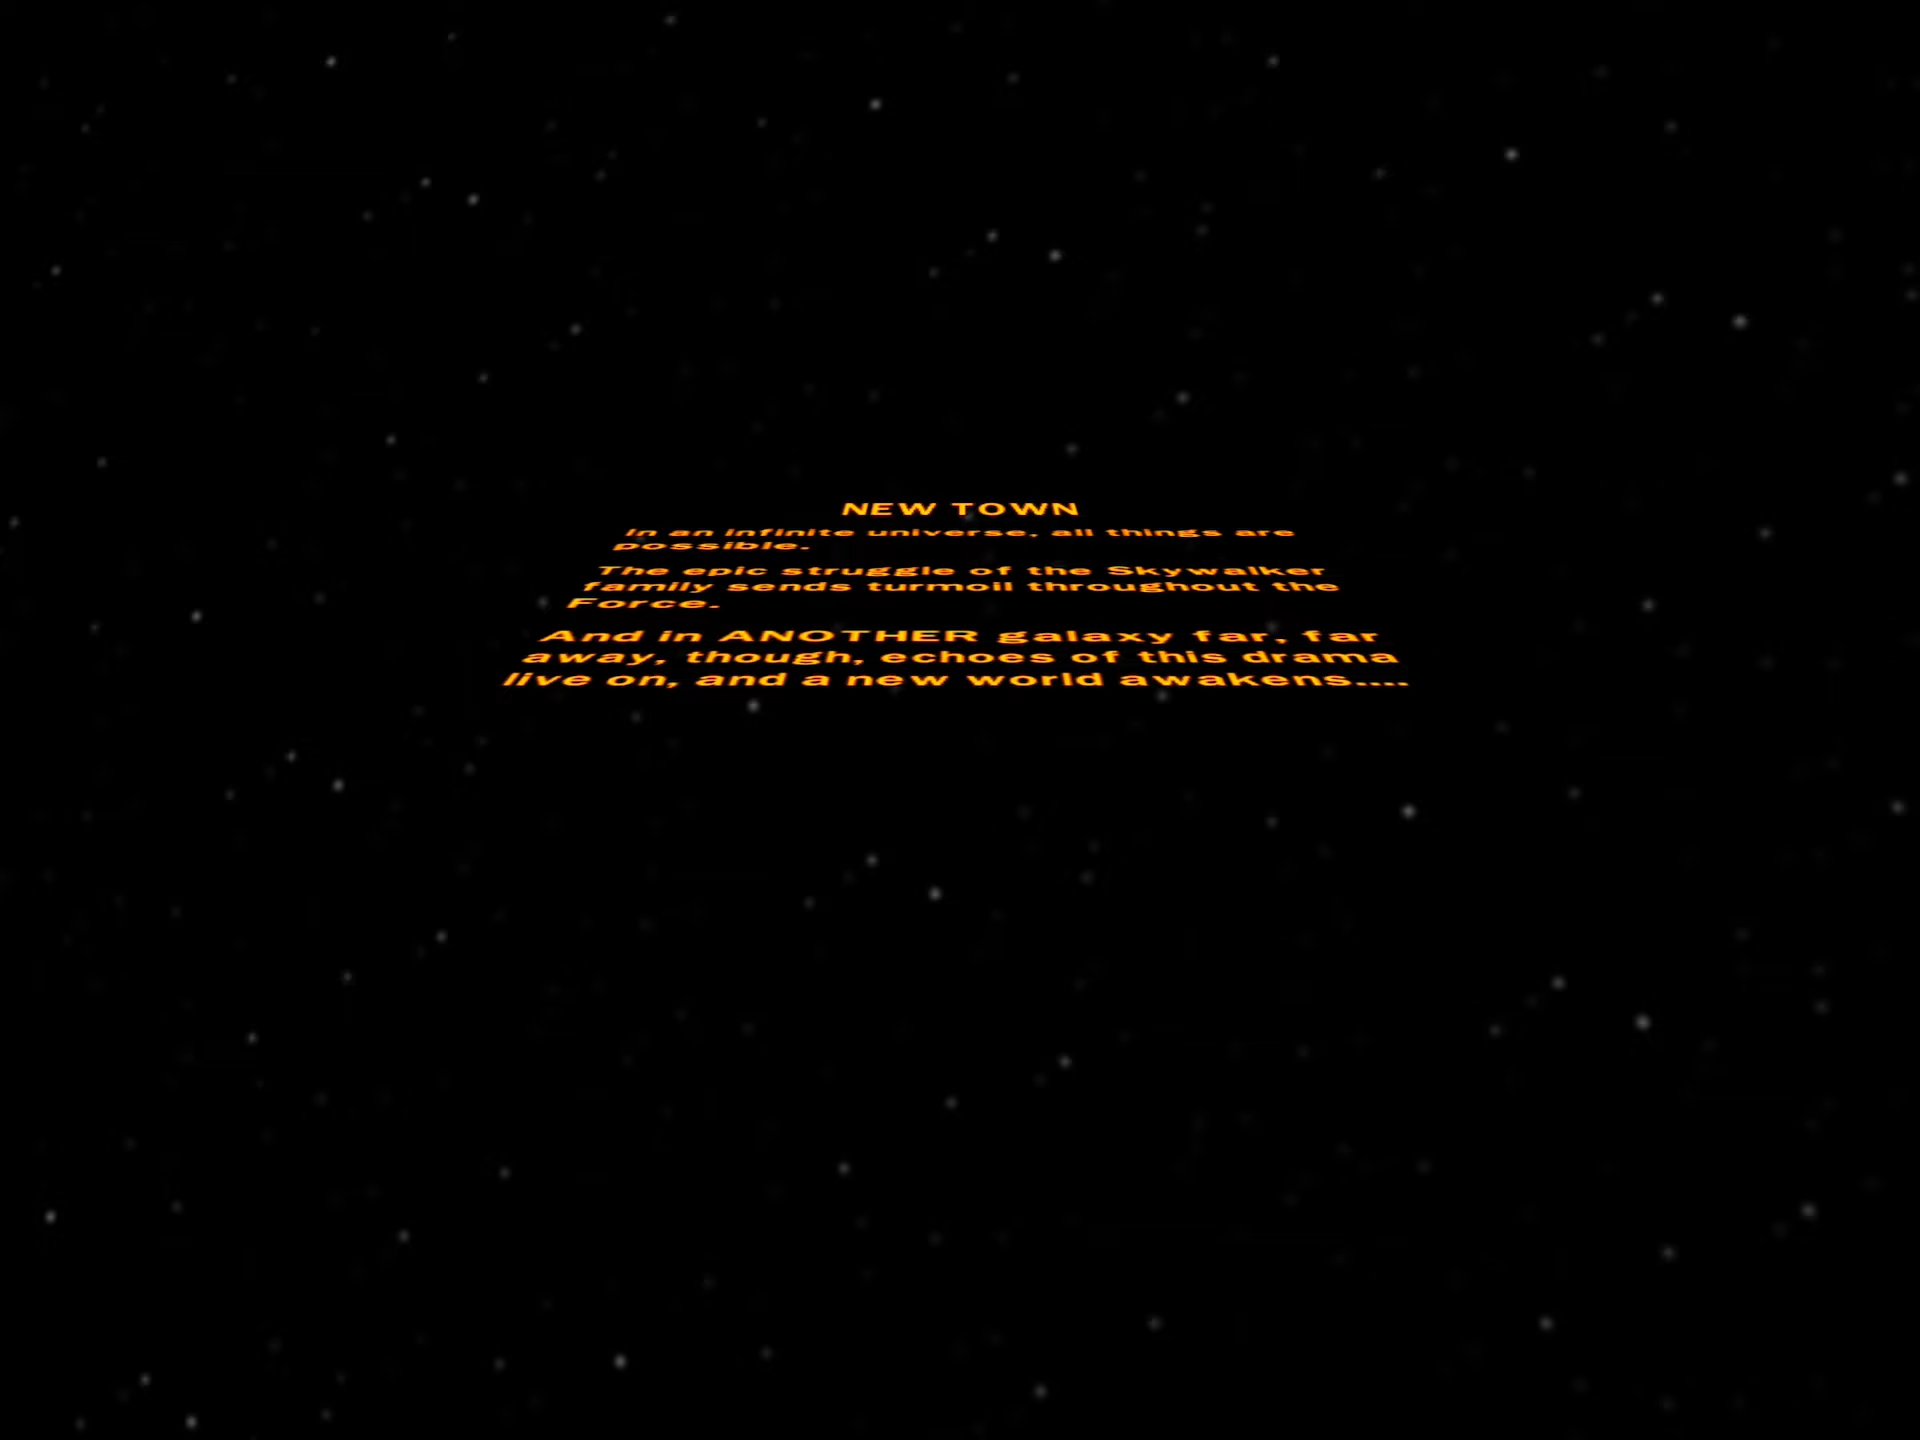 NEW TOWN
In an infinite universe, all things are
possible.
The epic struggle of the Skywalker
family sends turmoil throughout the
Force.
And in ANOTHER galaxy far, far
away, though, echoes of this drama
live on, and a new world awakens....